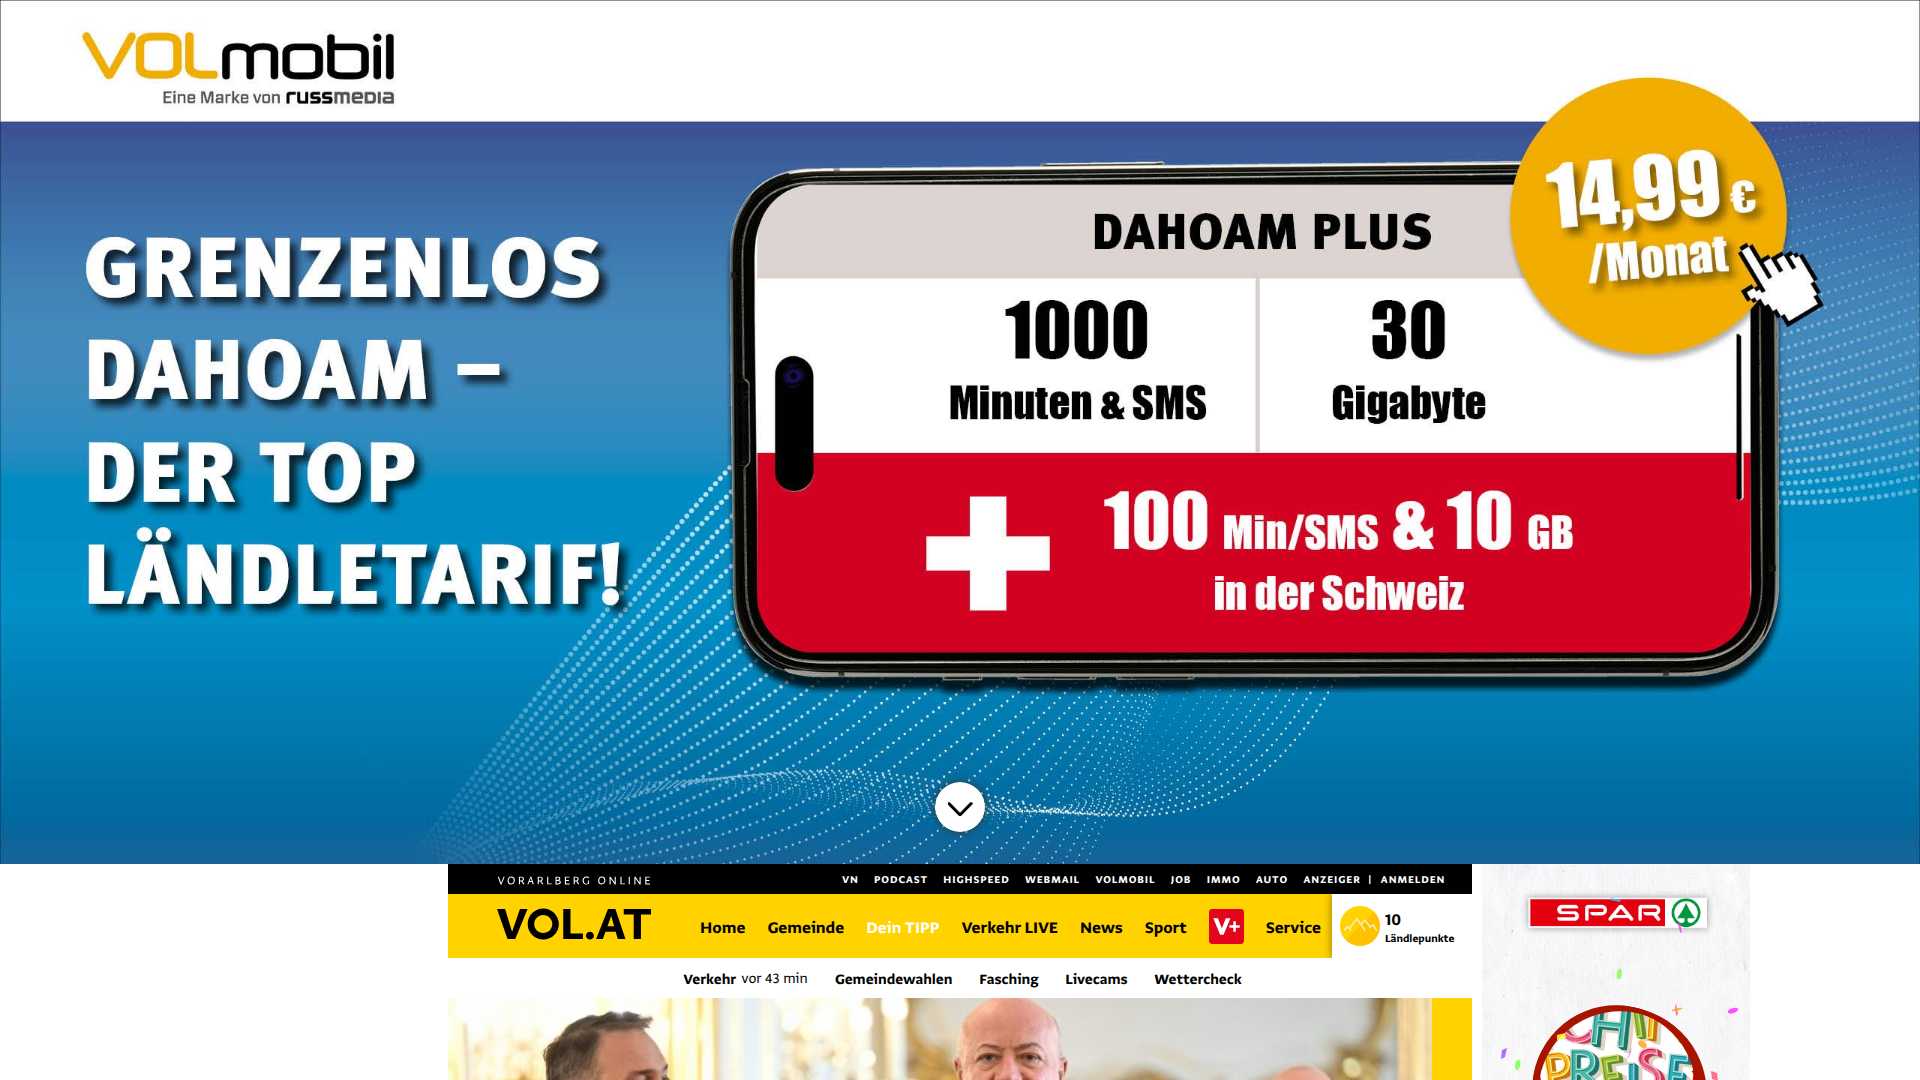 VOLmobil
Eine Marke von russmedia
GRENZENLOS
DAHOAM –
DER TOP
LÄNDLETARIF!
DAHOAM PLUS
14,99 €
/Monat
1000
Minuten & SMS
30
Gigabyte
100 Min/SMS & 10 GB
in der Schweiz
VORARLBERG ONLINE
VN PODCAST HIGHSPEED WEBMAIL VOLMOBIL JOB IMMO AUTO ANZEIGER | ANMELDEN
VOL.AT
Home Gemeinde Dein TIPP Verkehr LIVE News Sport V+ Service
10
Ländlepunkte
Verkehr vor 43 min Gemeindewahlen Fasching Livecams Wettercheck
SPAR
PREISE